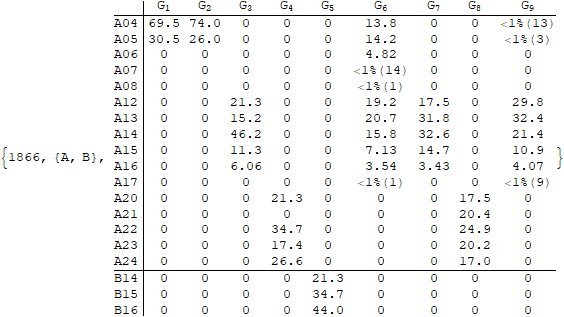 G₁ G₂ G₃ G₄ G₅ G₆ G₇ G₈ G₉
A04 69.5 74.0 0 0 0 13.8 0 0 <1%(13)
A05 30.5 26.0 0 0 0 14.2 0 0 <1%(3)
A06 0 0 0 0 0 4.82 0 0 0
A07 0 0 0 0 0 <1%(14) 0 0 0
A08 0 0 0 0 0 <1%(1) 0 0 0
A12 0 0 21.3 0 0 19.2 17.5 0 29.8
A13 0 0 15.2 0 0 20.7 31.8 0 32.4
A14 0 0 46.2 0 0 15.8 32.6 0 21.4
{1866, {A, B}, A15 0 0 11.3 0 0 7.13 14.7 0 10.9 }
A16 0 0 6.06 0 0 3.54 3.43 0 4.07
A17 0 0 0 0 0 <1%(1) 0 0 <1%(9)
A20 0 0 0 21.3 0 0 0 17.5 0
A21 0 0 0 0 0 0 0 20.4 0
A22 0 0 0 34.7 0 0 0 24.9 0
A23 0 0 0 17.4 0 0 0 20.2 0
A24 0 0 0 26.6 0 0 0 17.0 0
B14 0 0 0 0 21.3 0 0 0 0
B15 0 0 0 0 34.7 0 0 0 0
B16 0 0 0 0 44.0 0 0 0 0